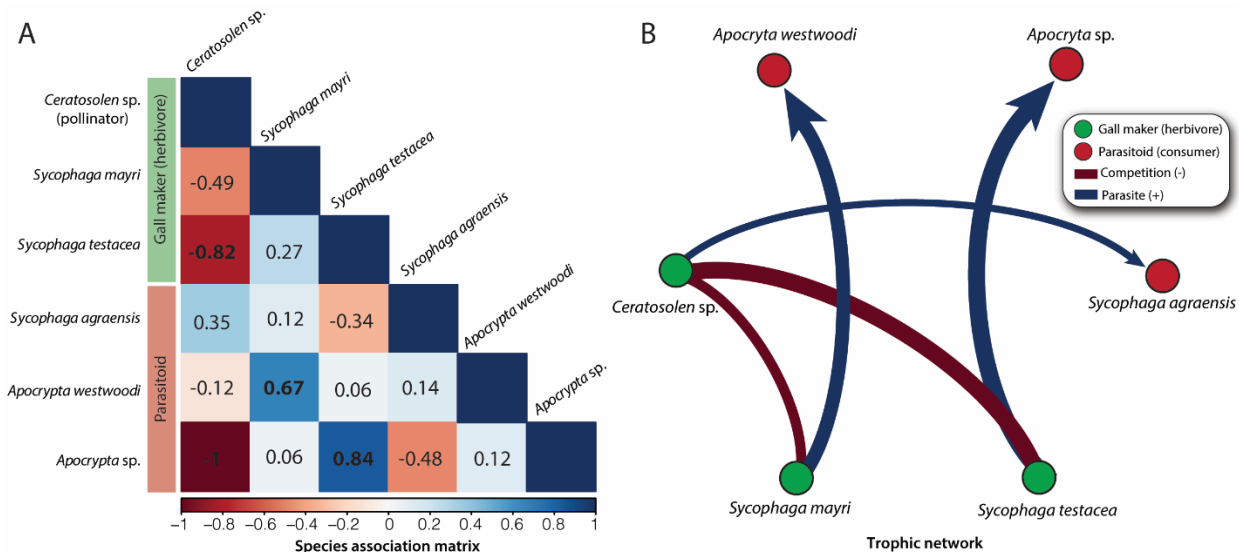 A
Ceratosolen sp.
Sycophaga mayri
Sycophaga testacea
Sycophaga agraensis
Apocrypta westwoodi
Apocrypta sp.
Gall maker (herbivore)
Parasitoid
Ceratosolen sp.
(pollinator)
Sycophaga mayri
-0.49
Sycophaga testacea
-0.82 0.27
Sycophaga agraensis
0.35 0.12 -0.34
Apocrypta westwoodi
-0.12 0.67 0.06 0.14
Apocrypta sp.
-1 0.06 0.84 -0.48 0.12
−1 −0.8 −0.6 −0.4 −0.2 0 0.2 0.4 0.6 0.8 1
Species association matrix
B
Apocryta westwoodi
Apocryta sp.
Gall maker (herbivore)
Parasitoid (consumer)
Competition (-)
Parasite (+)
Ceratosolen sp.
Sycophaga agraensis
Sycophaga mayri
Sycophaga testacea
Trophic network